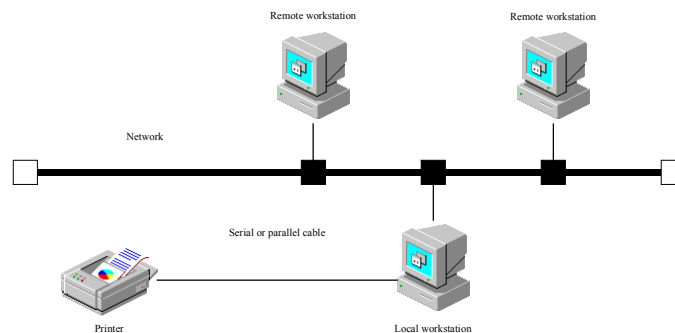 Remote workstation
Remote workstation
Network
Serial or parallel cable
Printer
Local workstation